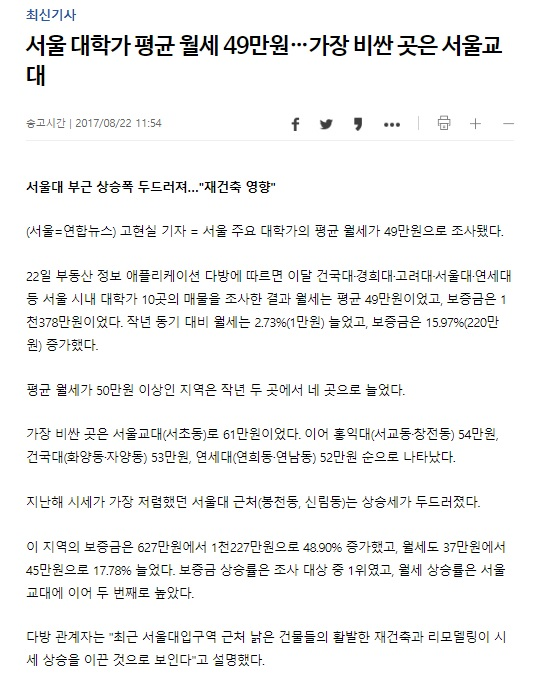 최신기사
서울 대학가 평균 월세 49만원…가장 비싼 곳은 서울교
대
송고시간 | 2017/08/22 11:54
서울대 부근 상승폭 두드러져…"재건축 영향"
(서울=연합뉴스) 고현실 기자 = 서울 주요 대학가의 평균 월세가 49만원으로 조사됐다.
22일 부동산 정보 애플리케이션 다방에 따르면 이달 건국대·경희대·고려대·서울대·연세대
등 서울 시내 대학가 10곳의 매물을 조사한 결과 월세는 평균 49만원이었고, 보증금은 1
천378만원이었다. 작년 동기 대비 월세는 2.73%(1만원) 늘었고, 보증금은 15.97%(220만
원) 증가했다.
평균 월세가 50만원 이상인 지역은 작년 두 곳에서 네 곳으로 늘었다.
가장 비싼 곳은 서울교대(서초동)로 61만원이었다. 이어 홍익대(서교동·창전동) 54만원,
건국대(화양동·자양동) 53만원, 연세대(연희동·연남동) 52만원 순으로 나타났다.
지난해 시세가 가장 저렴했던 서울대 근처(봉천동, 신림동)는 상승세가 두드러졌다.
이 지역의 보증금은 627만원에서 1천227만원으로 48.90% 증가했고, 월세도 37만원에서
45만원으로 17.78% 늘었다. 보증금 상승률은 조사 대상 중 1위였고, 월세 상승률은 서울
교대에 이어 두 번째로 높았다.
다방 관계자는 "최근 서울대입구역 근처 낡은 건물들의 활발한 재건축과 리모델링이 시
세 상승을 이끈 것으로 보인다"고 설명했다.